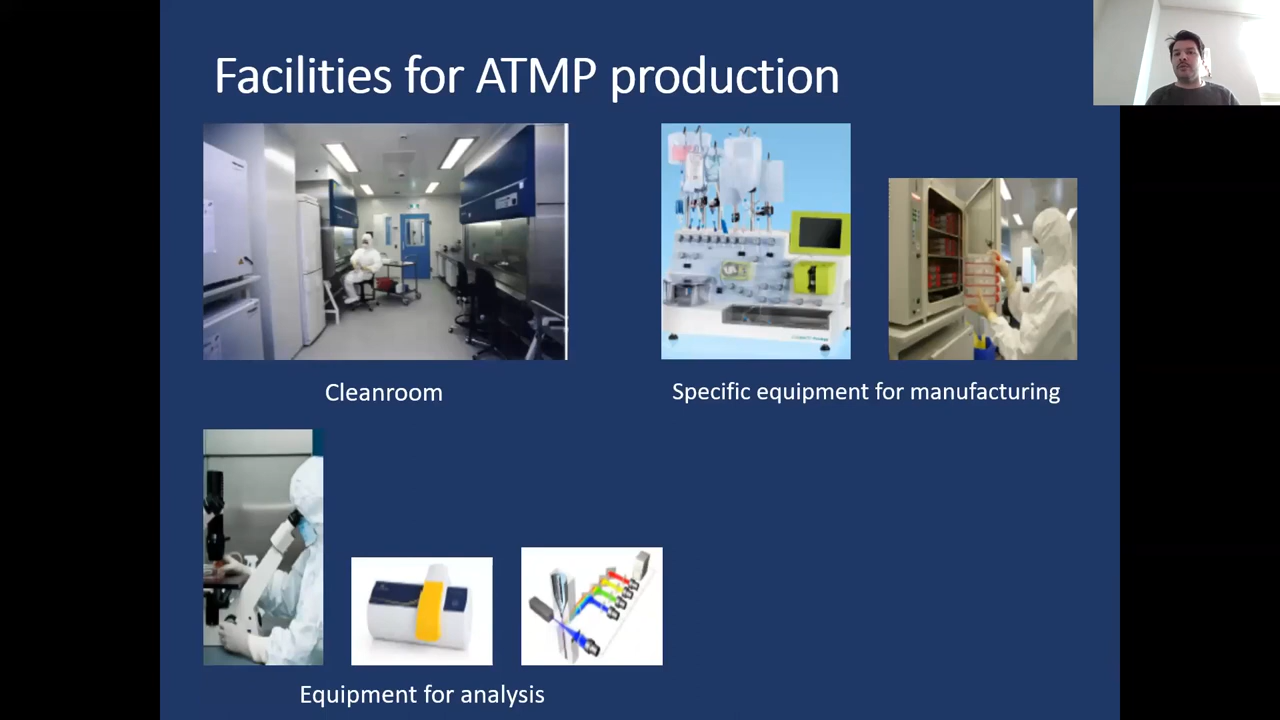 Facilities for ATMP production
Cleanroom
Specific equipment for manufacturing
Equipment for analysis